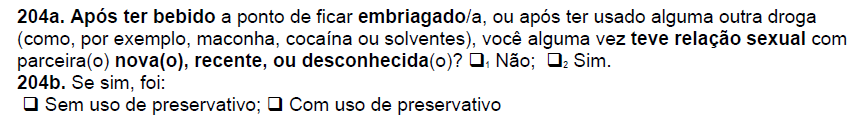 204a. Após ter bebido a ponto de ficar embriagado/a, ou após ter usado alguma outra droga
(como, por exemplo, maconha, cocaína ou solventes), você alguma vez teve relação sexual com
parceira(o) nova(o), recente, ou desconhecida(o)? ❑₁ Não; ❑₂ Sim.
204b. Se sim, foi:
❑ Sem uso de preservativo; ❑ Com uso de preservativo